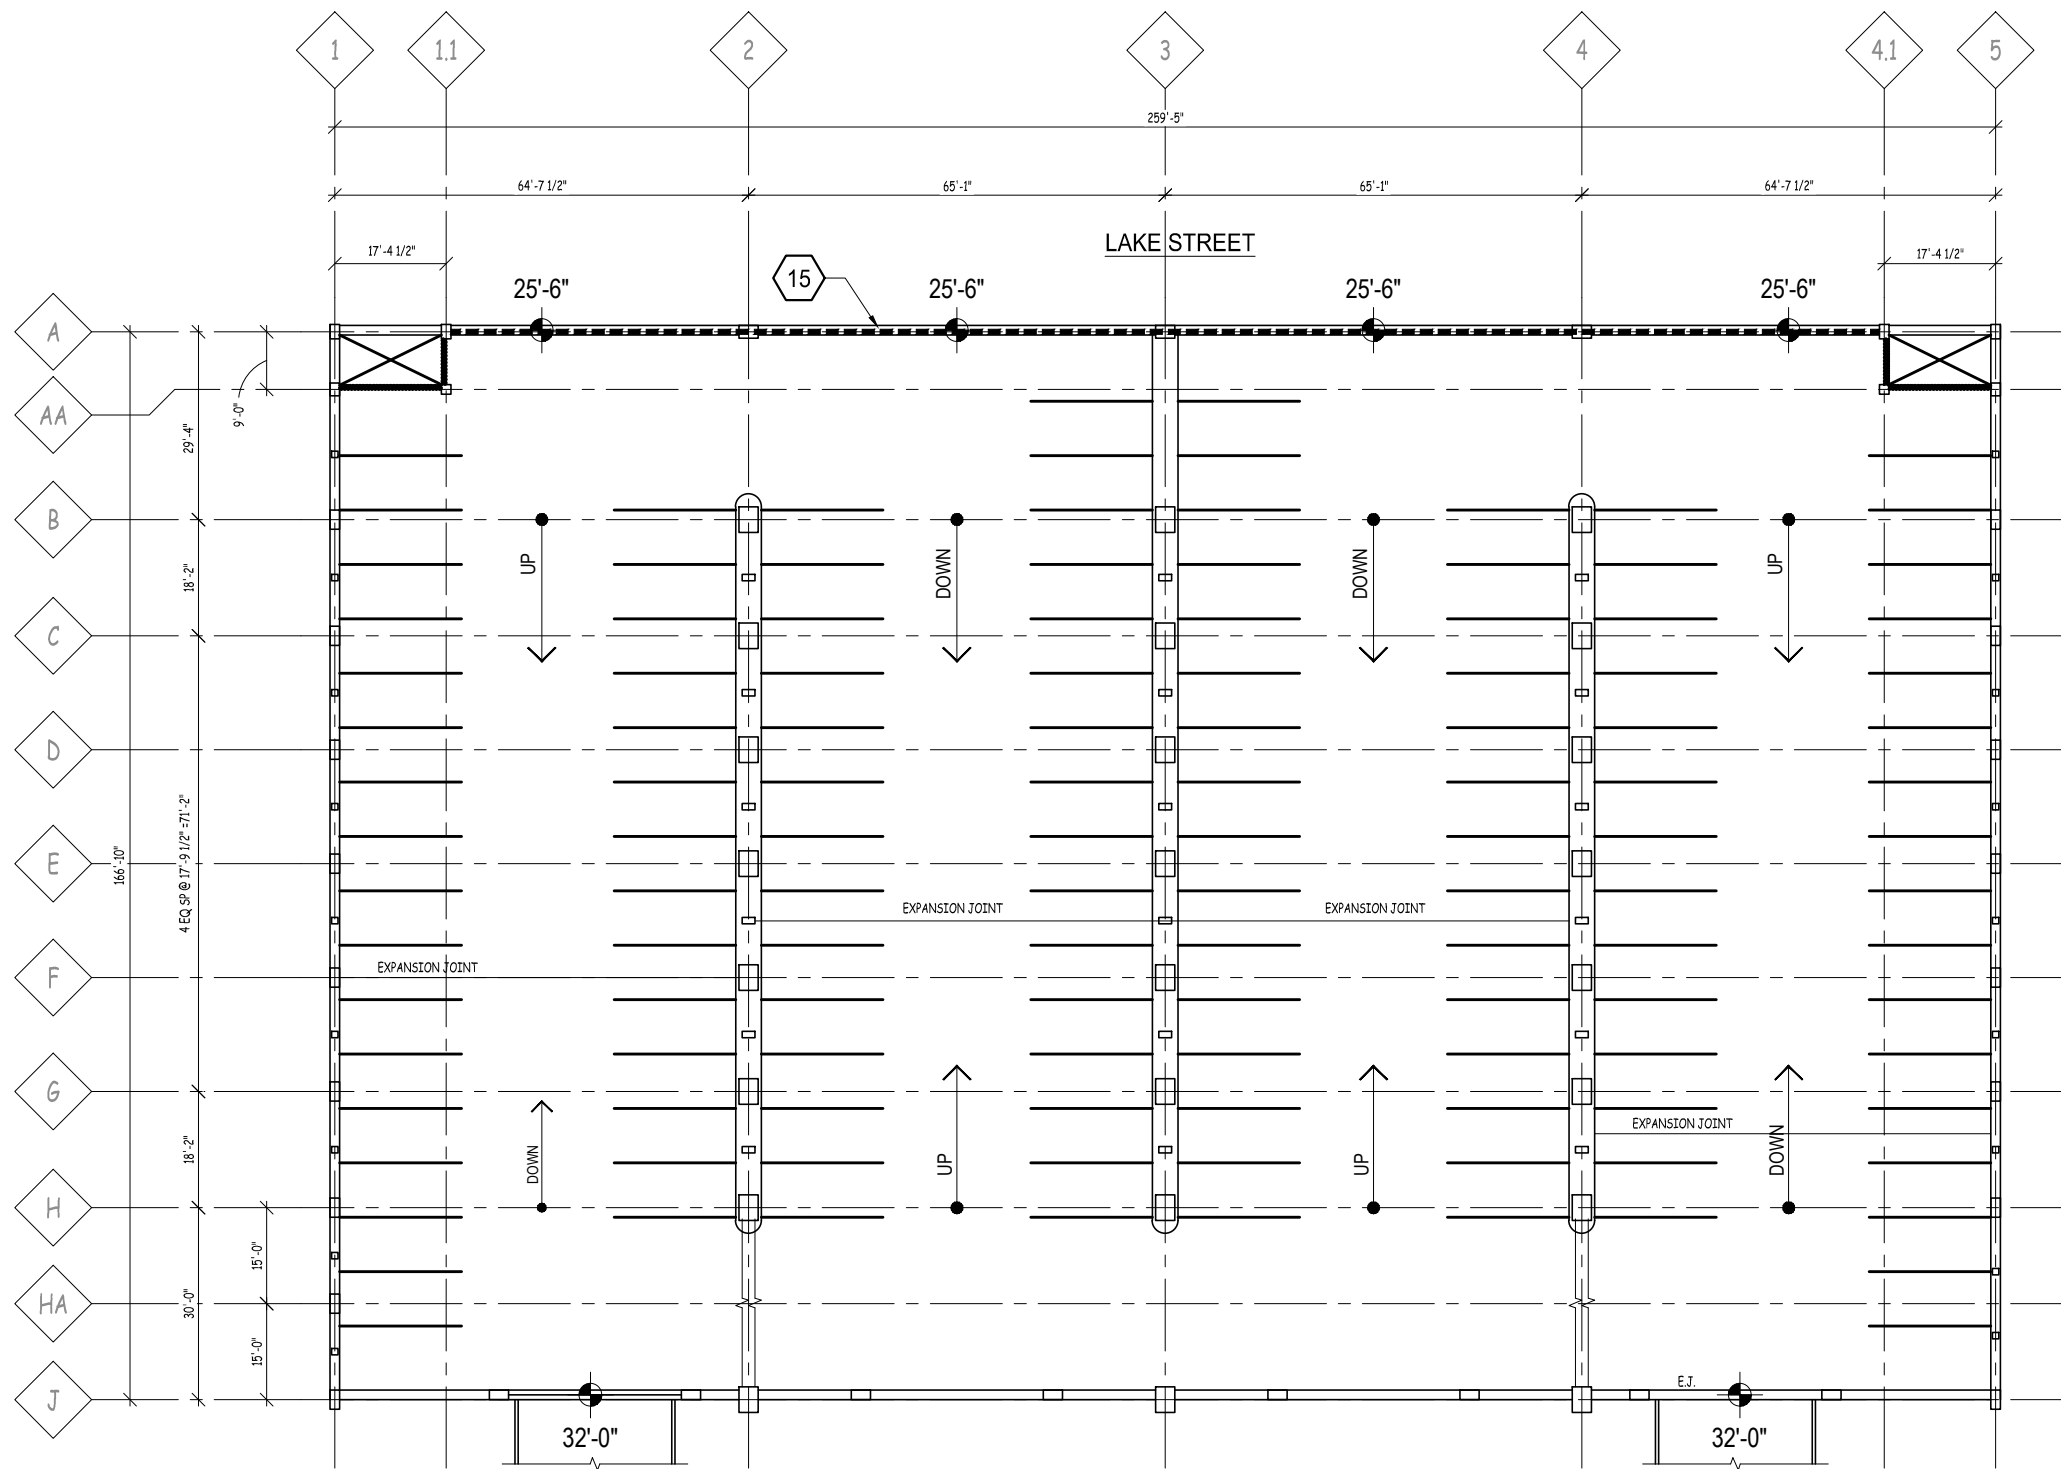 1 1.1 2 3 4 4.1 5
259'-5"
64'-7 1/2" 65'-1" 65'-1" 64'-7 1/2"
LAKE STREET
17'-4 1/2" 17'-4 1/2"
15
25'-6" 25'-6" 25'-6" 25'-6"
A
AA
9'-0"
29'-4"
B
UP DOWN DOWN UP
18'-2"
C
D
4 EQ SP @ 17'-9 1/2" =71'-2"
166'-10"
E
EXPANSION JOINT EXPANSION JOINT
EXPANSION JOINT
F
G
EXPANSION JOINT
18'-2"
DOWN UP UP DOWN
H
15'-0"
30'-0"
HA
15'-0"
E.J.
J
32'-0" 32'-0"